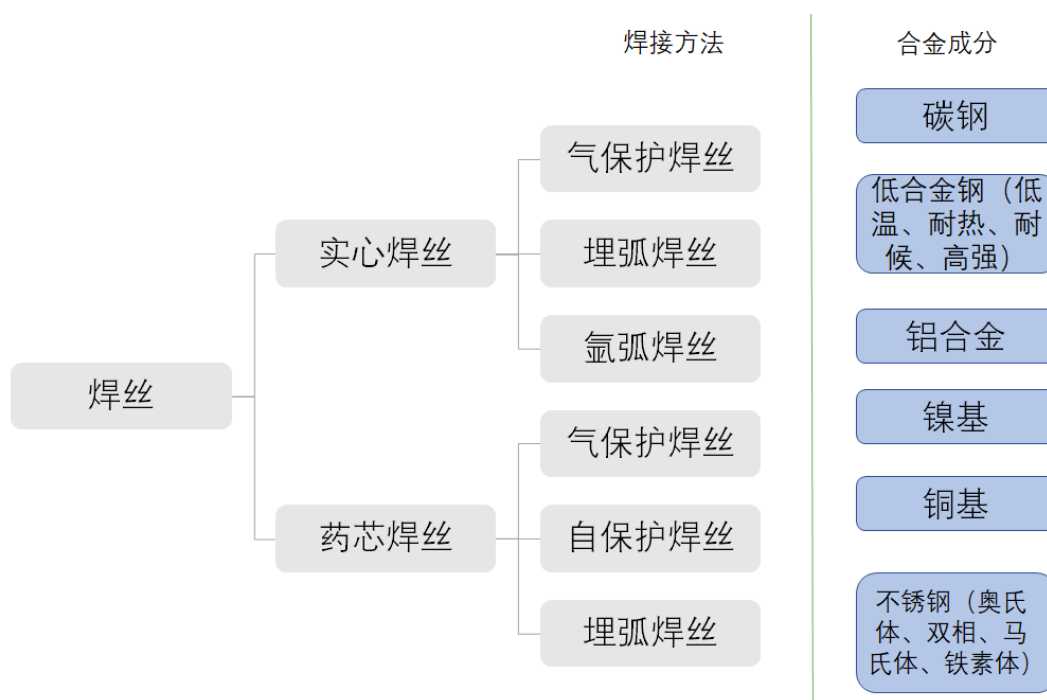 焊接方法
合金成分
焊丝
实心焊丝
气保护焊丝
埋弧焊丝
氩弧焊丝
药芯焊丝
气保护焊丝
自保护焊丝
埋弧焊丝
碳钢
低合金钢（低
温、耐热、耐
候、高强）
铝合金
镍基
铜基
不锈钢（奥氏
体、双相、马
氏体、铁素体）